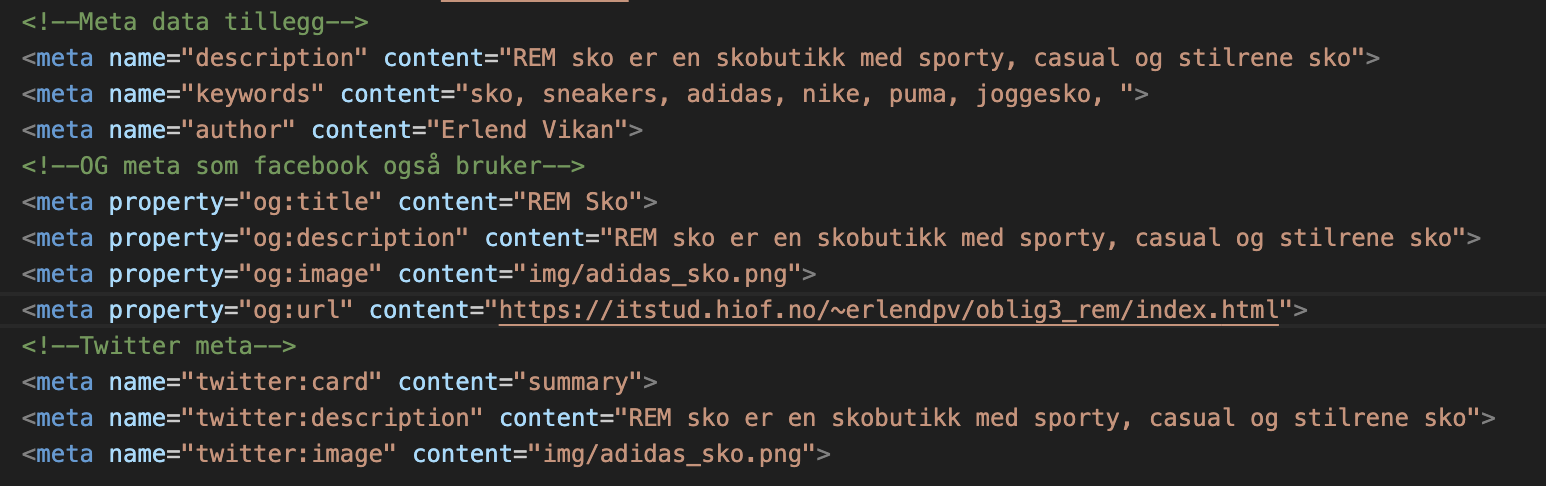 <!--Meta data tillegg-->
<meta name="description" content="REM sko er en skobutikk med sporty, casual og stilrene sko">
<meta name="keywords" content="sko, sneakers, adidas, nike, puma, joggesko, ">
<meta name="author" content="Erlend Vikan">
<!--OG meta som facebook også bruker-->
<meta property="og:title" content="REM Sko">
<meta property="og:description" content="REM sko er en skobutikk med sporty, casual og stilrene sko">
<meta property="og:image" content="img/adidas_sko.png">
<meta property="og:url" content="https://itstud.hiof.no/~erlendpv/oblig3_rem/index.html">
<!--Twitter meta-->
<meta name="twitter:card" content="summary">
<meta name="twitter:description" content="REM sko er en skobutikk med sporty, casual og stilrene sko">
<meta name="twitter:image" content="img/adidas_sko.png">